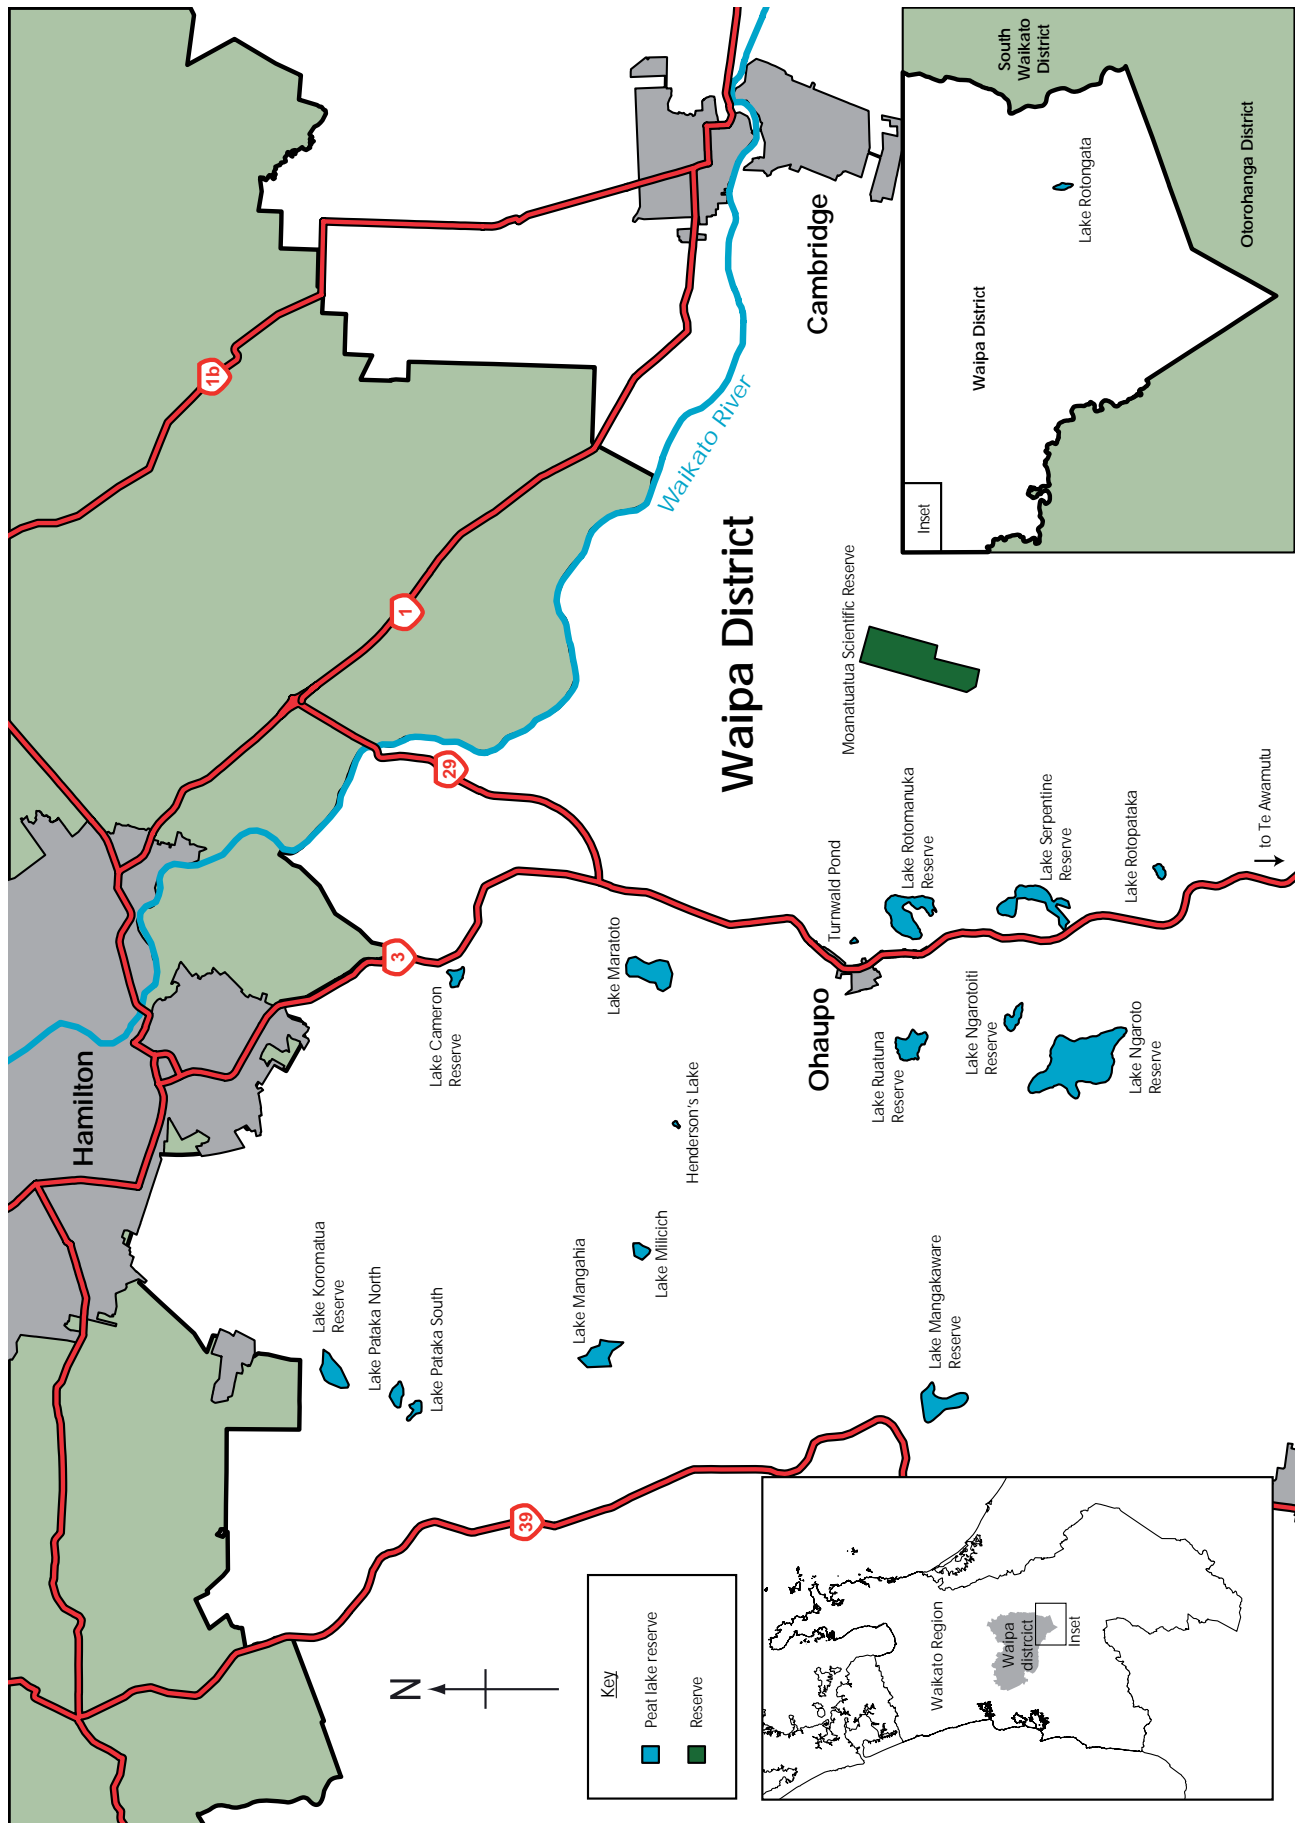 Hamilton
1b
1
29
3
39
Waikato River
Cambridge
Waipa District
Moanatuatua Scientific Reserve
Lake Koromatua
Reserve
Lake Pataka North
Lake Pataka South
Lake Cameron
Reserve
Lake Mangahia
Lake Milicich
Henderson's Lake
Lake Maratoto
Ohaupo
Turnwald Pond
Lake Ruatuna
Reserve
Lake Rotomanuka
Reserve
Lake Mangakaware
Reserve
Lake Ngarotoiti
Reserve
Lake Serpentine
Reserve
Lake Ngaroto
Reserve
Lake Rotopataka
to Te Awamutu
N
Key
Peat lake reserve
Reserve
Waikato Region
Waipa
distrcict
Inset
Inset
Waipa District
South
Waikato
District
Lake Rotongata
Otorohanga District